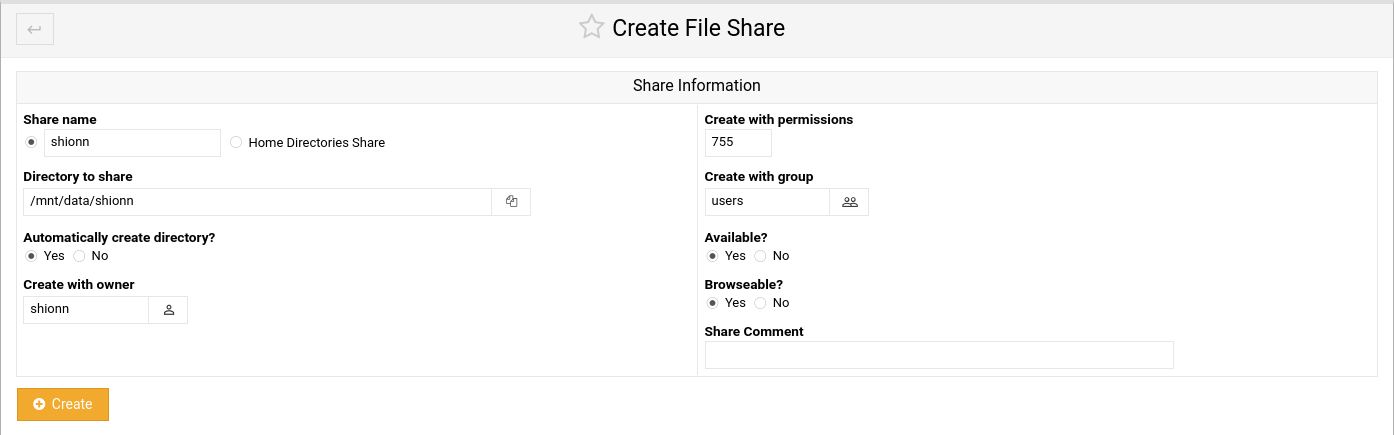 Create File Share
Share Information
Share name
shionn
Home Directories Share
Directory to share
/mnt/data/shionn
Automatically create directory?
Yes No
Create with owner
shionn
Create with permissions
755
Create with group
users
Available?
Yes No
Browseable?
Yes No
Share Comment
Create